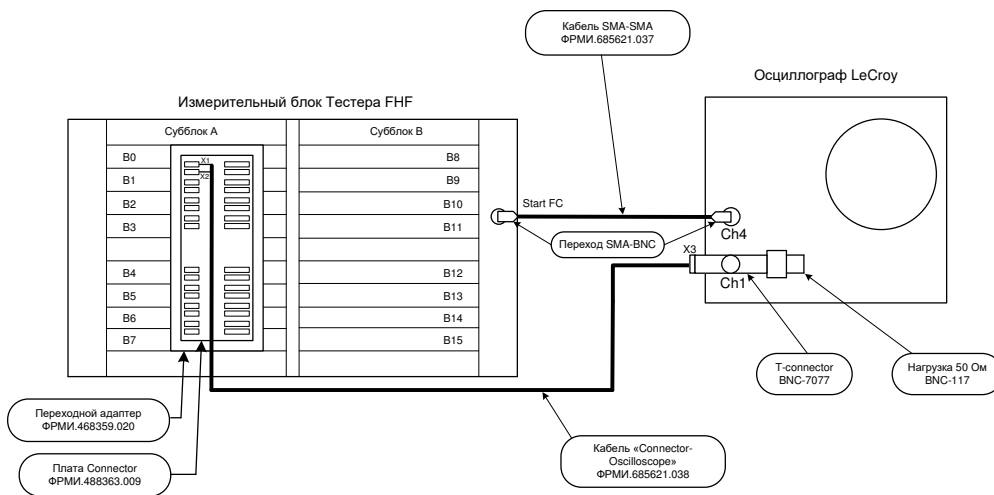 Кабель SMA-SMA
ФРМИ.685621.037
Осциллограф LeCroy
Измерительный блок Тестера FHF
Субблок A
Субблок B
B0
B1
B2
B3
B4
B5
B6
B7
X1
X2
B8
B9
B10
B11
B12
B13
B14
B15
Start FC
Переход SMA-BNC
Ch4
X3
Ch1
T-connector
BNC-7077
Нагрузка 50 Ом
BNC-117
Переходной адаптер
ФРМИ.468359.020
Плата Connector
ФРМИ.488363.009
Кабель «Connector-
Oscilloscope»
ФРМИ.685621.038